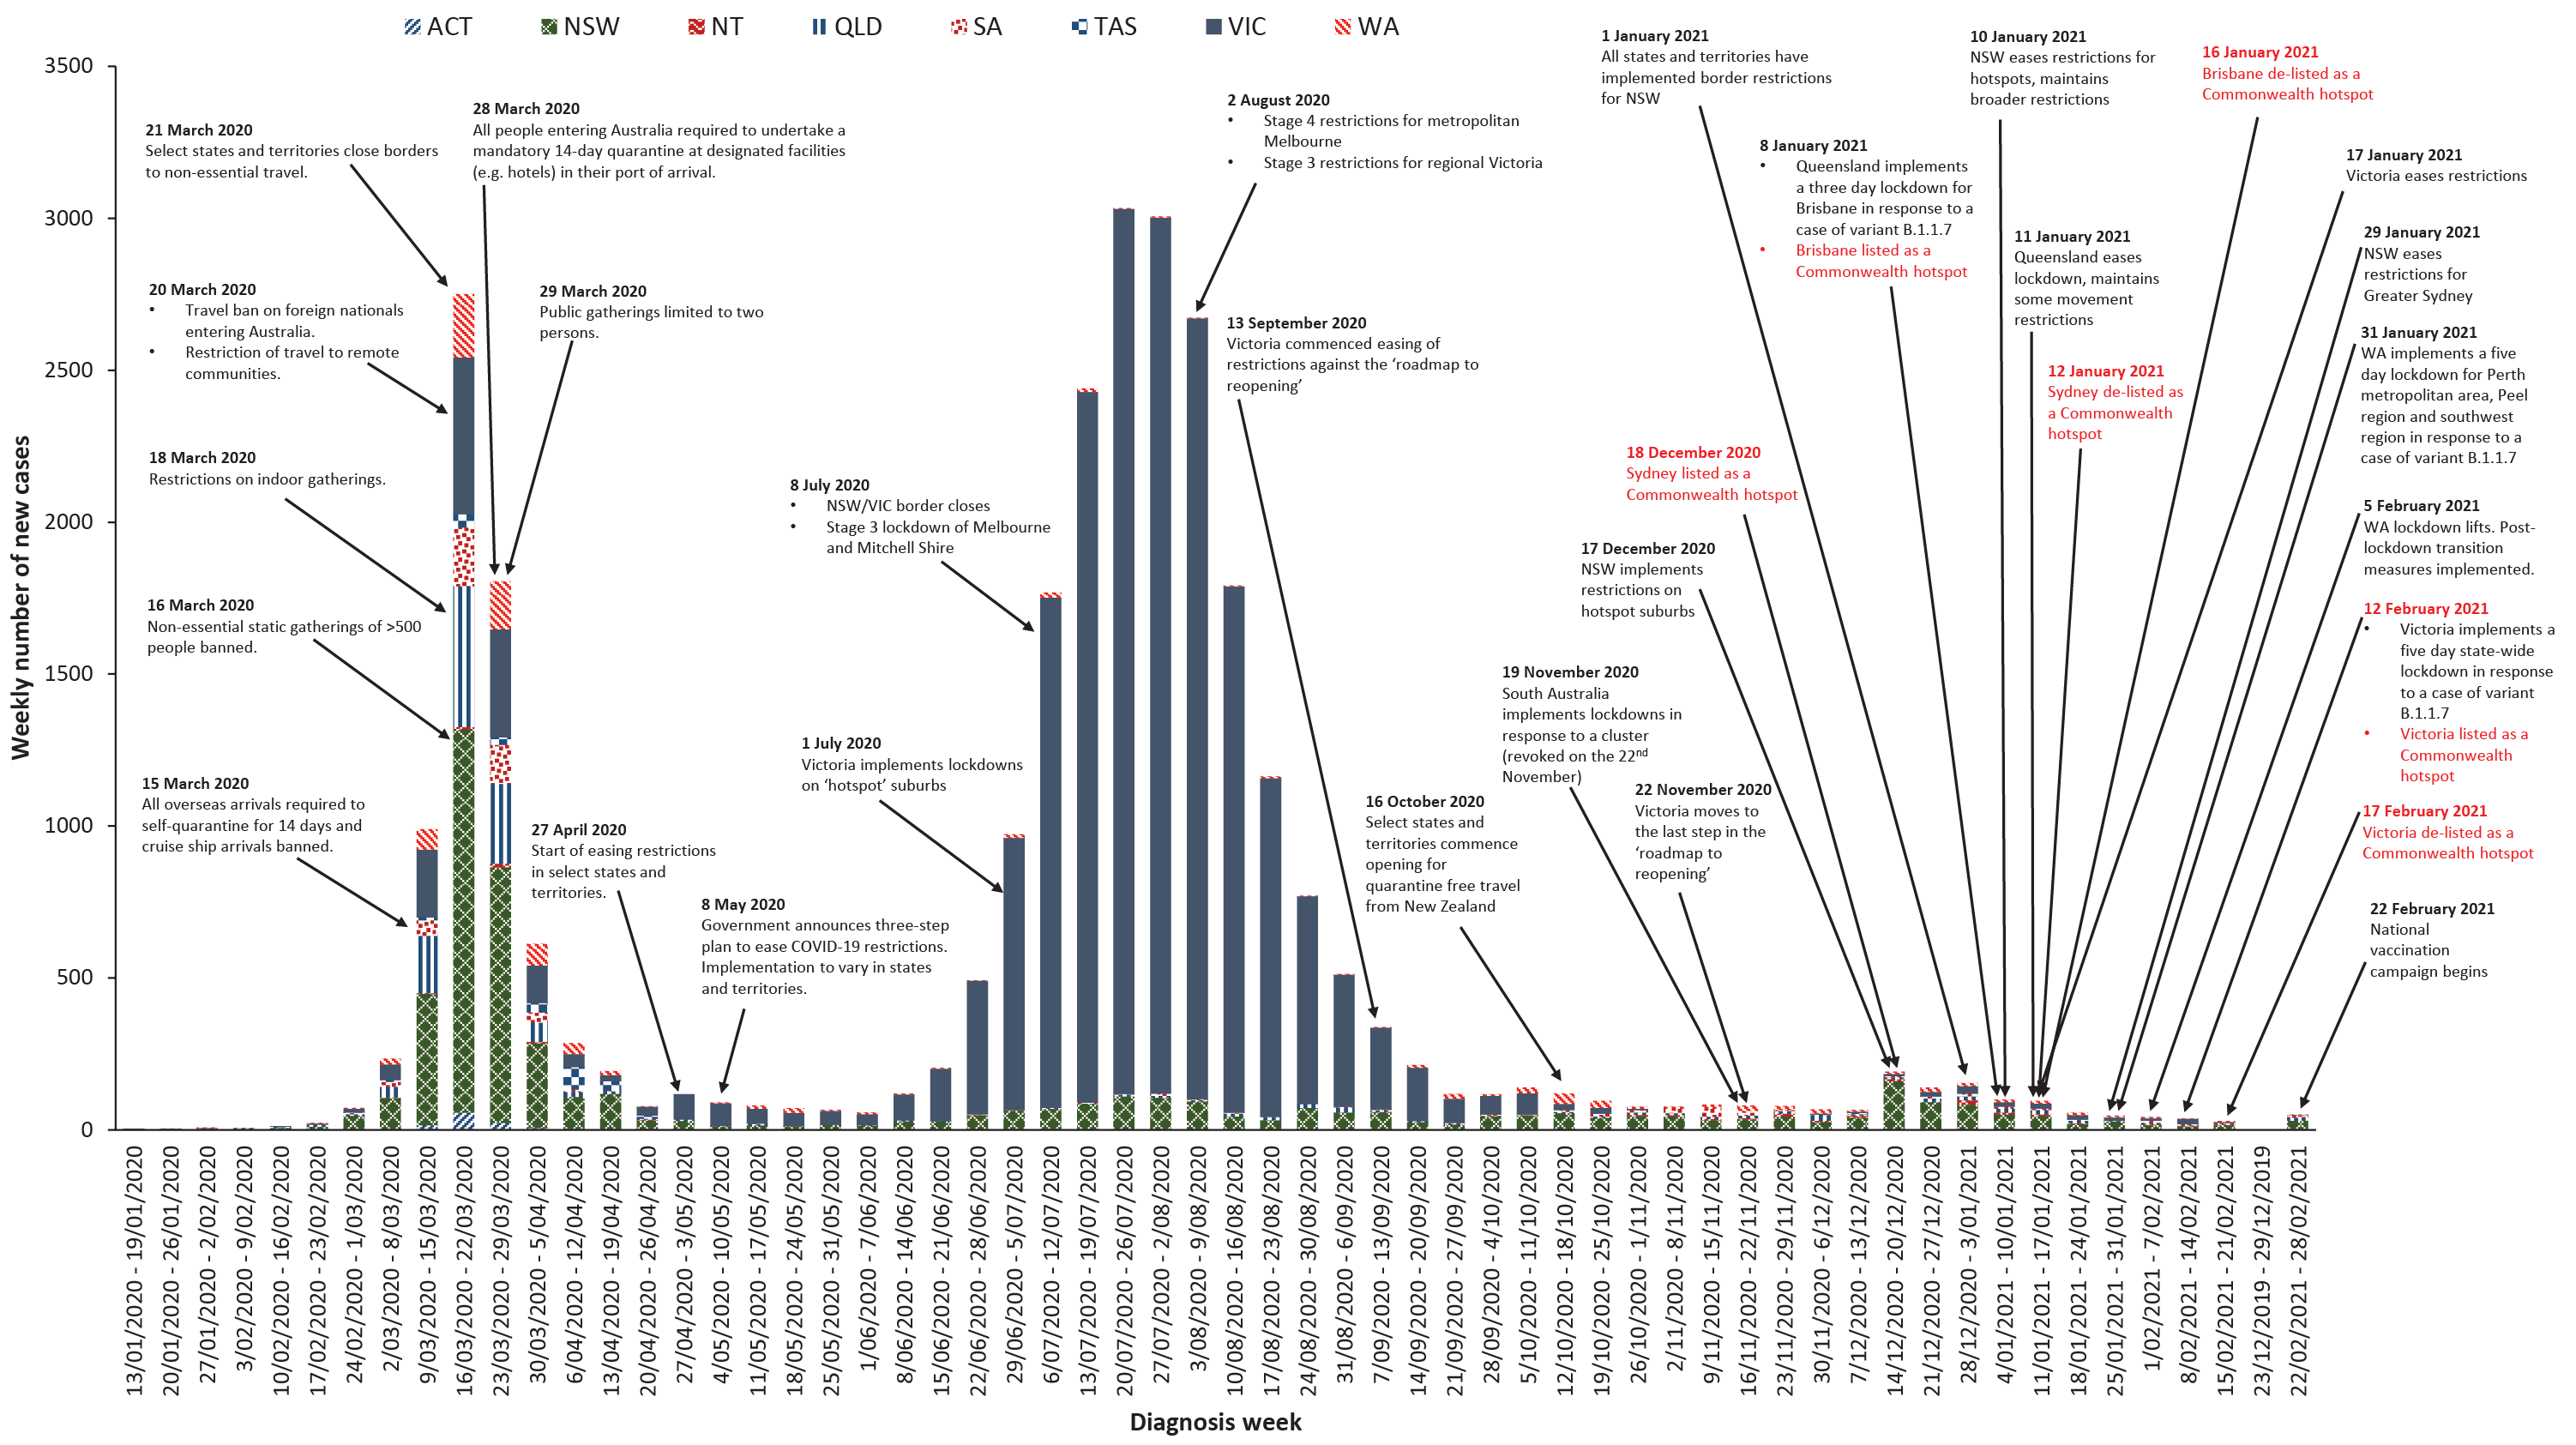 ACT NSW NT QLD SA TAS VIC WA
3500
3000
2500
2000
1500
1000
500
0
Weekly number of new cases
21 March 2020
Select states and territories close borders
to non-essential travel.
20 March 2020
• Travel ban on foreign nationals
entering Australia.
• Restriction of travel to remote
communities.
18 March 2020
Restrictions on indoor gatherings.
16 March 2020
Non-essential static gatherings of >500
people banned.
15 March 2020
All overseas arrivals required to
self-quarantine for 14 days and
cruise ship arrivals banned.
28 March 2020
All people entering Australia required to undertake a
mandatory 14-day quarantine at designated facilities
(e.g. hotels) in their port of arrival.
29 March 2020
Public gatherings limited to two
persons.
27 April 2020
Start of easing restrictions
in select states and
territories.
8 May 2020
Government announces three-step
plan to ease COVID-19 restrictions.
Implementation to vary in states
and territories.
1 July 2020
Victoria implements lockdowns
on ‘hotspot’ suburbs
8 July 2020
• NSW/VIC border closes
• Stage 3 lockdown of Melbourne
and Mitchell Shire
2 August 2020
• Stage 4 restrictions for metropolitan
Melbourne
• Stage 3 restrictions for regional Victoria
13 September 2020
Victoria commenced easing of
restrictions against the ‘roadmap to
reopening’
16 October 2020
Select states and
territories commence
opening for
quarantine free travel
from New Zealand
19 November 2020
South Australia
implements lockdowns in
response to a cluster
(revoked on the 22nd
November)
22 November 2020
Victoria moves to
the last step in the
‘roadmap to
reopening’
17 December 2020
NSW implements
restrictions on
hotspot suburbs
18 December 2020
Sydney listed as a
Commonwealth hotspot
1 January 2021
All states and territories have
implemented border restrictions
for NSW
8 January 2021
• Queensland implements
a three day lockdown for
Brisbane in response to a
case of variant B.1.1.7
• Brisbane listed as a
Commonwealth hotspot
10 January 2021
NSW eases restrictions for
hotspots, maintains
broader restrictions
11 January 2021
Queensland eases
lockdown, maintains
some movement
restrictions
12 January 2021
Sydney de-listed as
a Commonwealth
hotspot
16 January 2021
Brisbane de-listed as a
Commonwealth hotspot
17 January 2021
Victoria eases restrictions
29 January 2021
NSW eases
restrictions for
Greater Sydney
31 January 2021
WA implements a five
day lockdown for Perth
metropolitan area, Peel
region and southwest
region in response to a
case of variant B.1.1.7
5 February 2021
WA lockdown lifts. Post-
lockdown transition
measures implemented.
12 February 2021
• Victoria implements a
five day state-wide
lockdown in response
to a case of variant
B.1.1.7
• Victoria listed as a
Commonwealth
hotspot
17 February 2021
Victoria de-listed as a
Commonwealth hotspot
22 February 2021
National
vaccination
campaign begins
13/01/2020 - 19/01/2020
20/01/2020 - 26/01/2020
27/01/2020 - 2/02/2020
3/02/2020 - 9/02/2020
10/02/2020 - 16/02/2020
17/02/2020 - 23/02/2020
24/02/2020 - 1/03/2020
2/03/2020 - 8/03/2020
9/03/2020 - 15/03/2020
16/03/2020 - 22/03/2020
23/03/2020 - 29/03/2020
30/03/2020 - 5/04/2020
6/04/2020 - 12/04/2020
13/04/2020 - 19/04/2020
20/04/2020 - 26/04/2020
27/04/2020 - 3/05/2020
4/05/2020 - 10/05/2020
11/05/2020 - 17/05/2020
18/05/2020 - 24/05/2020
25/05/2020 - 31/05/2020
1/06/2020 - 7/06/2020
8/06/2020 - 14/06/2020
15/06/2020 - 21/06/2020
22/06/2020 - 28/06/2020
29/06/2020 - 5/07/2020
6/07/2020 - 12/07/2020
13/07/2020 - 19/07/2020
20/07/2020 - 26/07/2020
27/07/2020 - 2/08/2020
3/08/2020 - 9/08/2020
10/08/2020 - 16/08/2020
17/08/2020 - 23/08/2020
24/08/2020 - 30/08/2020
31/08/2020 - 6/09/2020
7/09/2020 - 13/09/2020
14/09/2020 - 20/09/2020
21/09/2020 - 27/09/2020
28/09/2020 - 4/10/2020
5/10/2020 - 11/10/2020
12/10/2020 - 18/10/2020
19/10/2020 - 25/10/2020
26/10/2020 - 1/11/2020
2/11/2020 - 8/11/2020
9/11/2020 - 15/11/2020
16/11/2020 - 22/11/2020
23/11/2020 - 29/11/2020
30/11/2020 - 6/12/2020
7/12/2020 - 13/12/2020
14/12/2020 - 20/12/2020
21/12/2020 - 27/12/2020
28/12/2020 - 3/01/2021
4/01/2021 - 10/01/2021
11/01/2021 - 17/01/2021
18/01/2021 - 24/01/2021
25/01/2021 - 31/01/2021
1/02/2021 - 7/02/2021
8/02/2021 - 14/02/2021
15/02/2021 - 21/02/2021
23/12/2019 - 29/12/2019
22/02/2021 - 28/02/2021
Diagnosis week